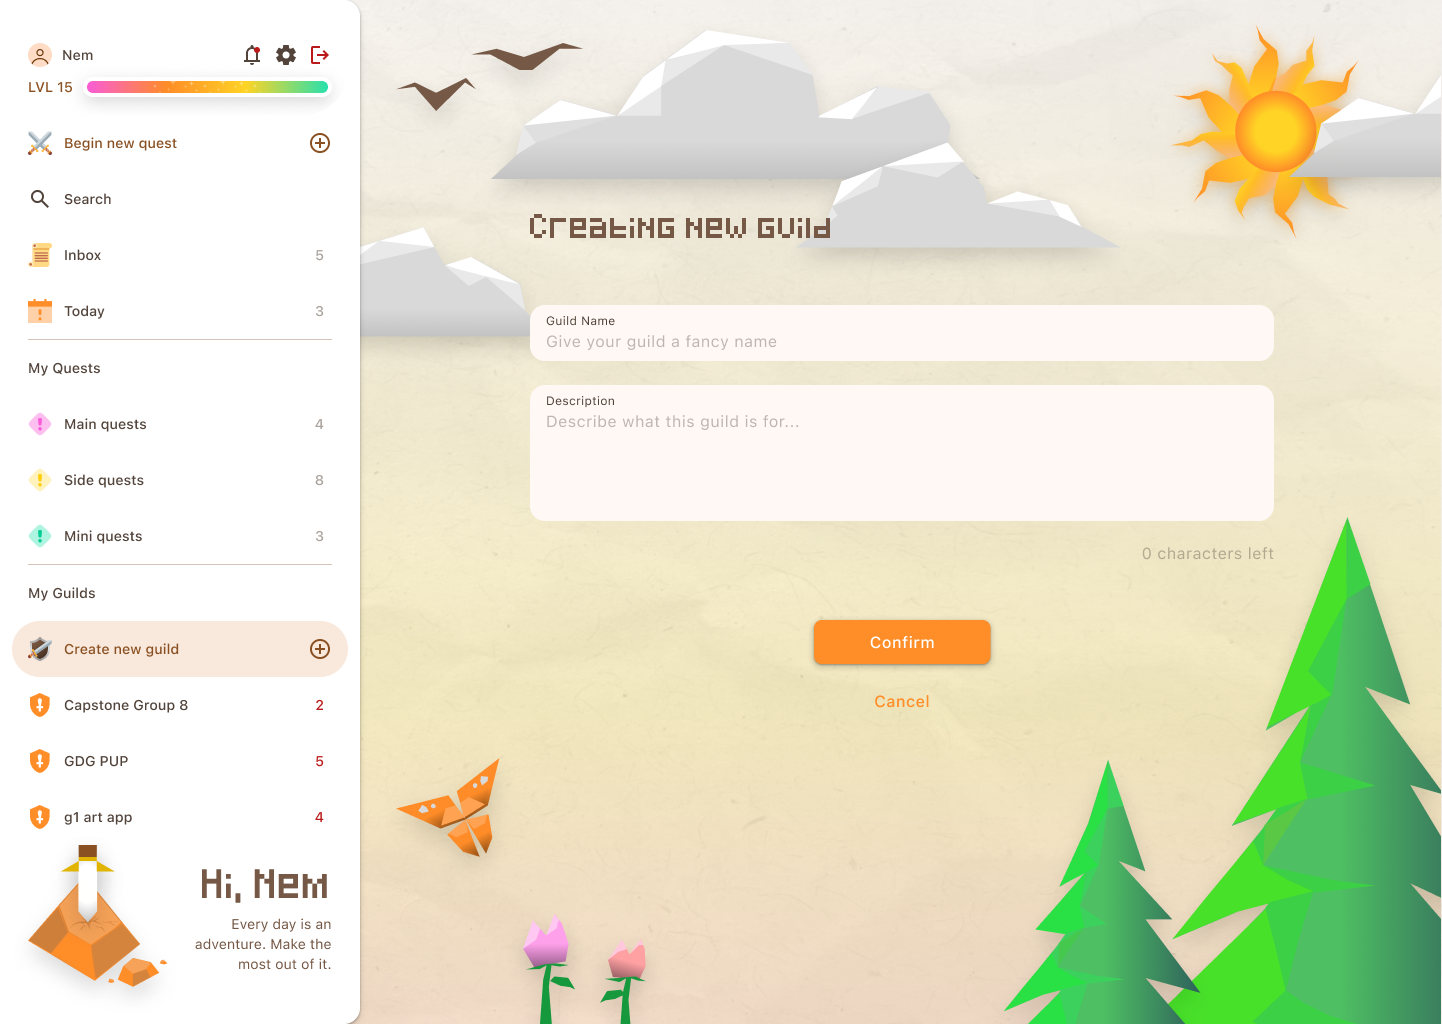 Nem
LVL 15
Begin new quest
Search
Inbox 5
Today 3
My Quests
Main quests 4
Side quests 8
Mini quests 3
My Guilds
Create new guild
Capstone Group 8 2
GDG PUP 5
g1 art app 4
Hi, Nem
Every day is an
adventure. Make the
most out of it.
Creating New Guild
Guild Name
Give your guild a fancy name
Description
Describe what this guild is for...
0 characters left
Confirm
Cancel